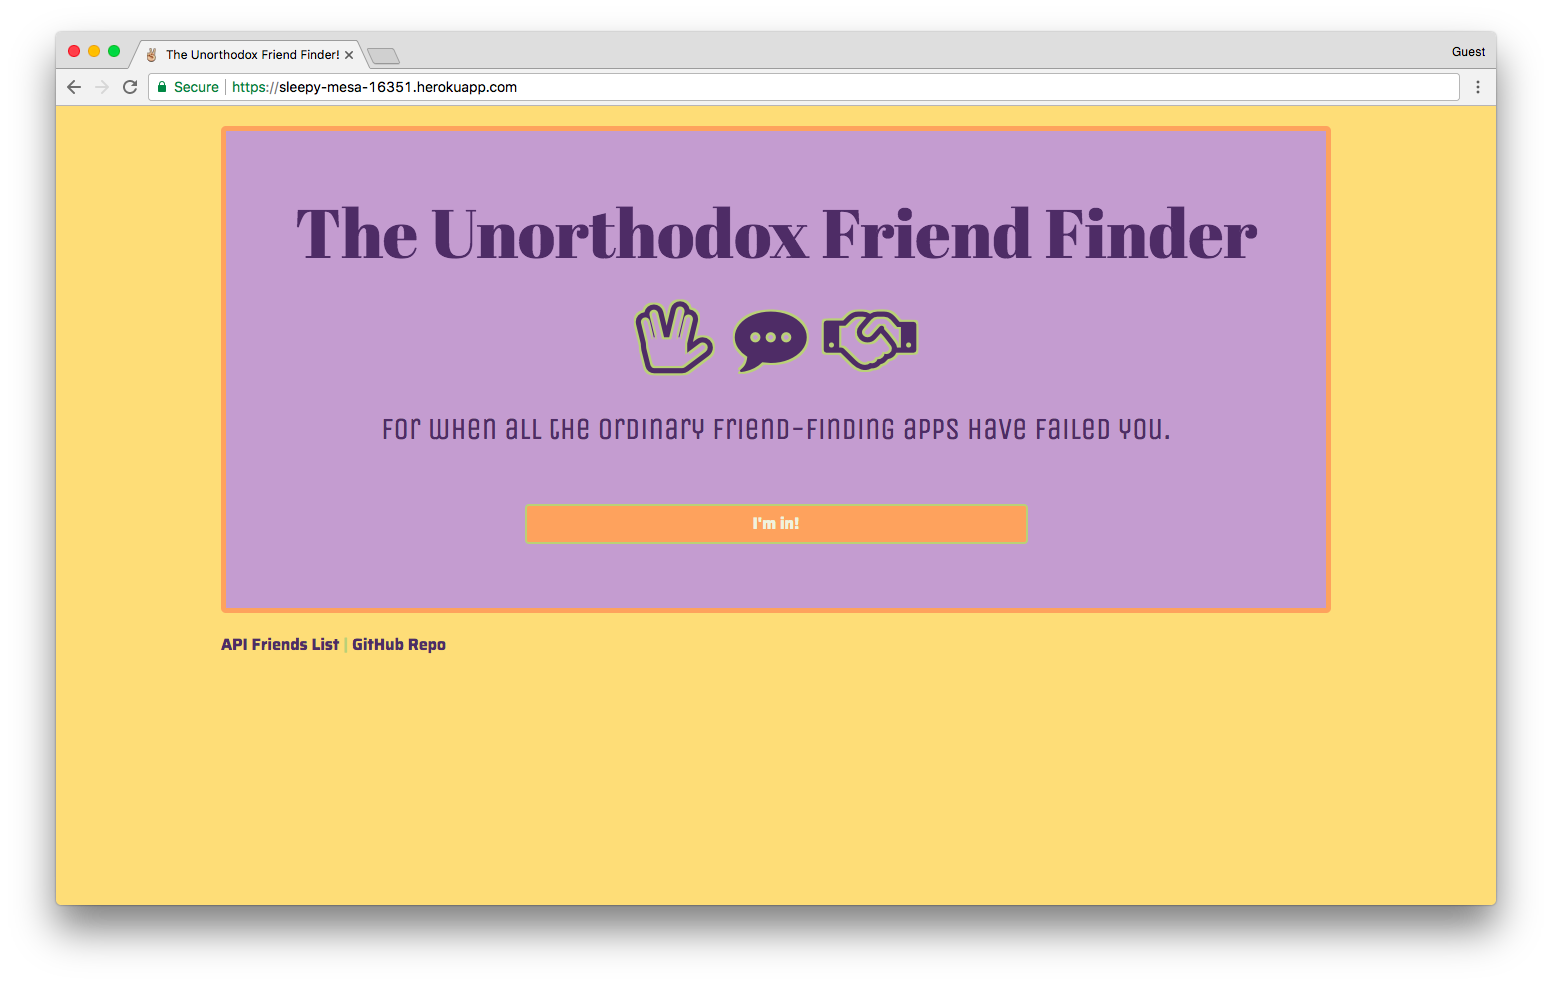 The Unorthodox Friend Finder!
Guest
Secure
https://sleepy-mesa-16351.herokuapp.com
The Unorthodox Friend Finder
For when all the ordinary friend-finding apps have failed you.
I'm in!
API Friends List | GitHub Repo